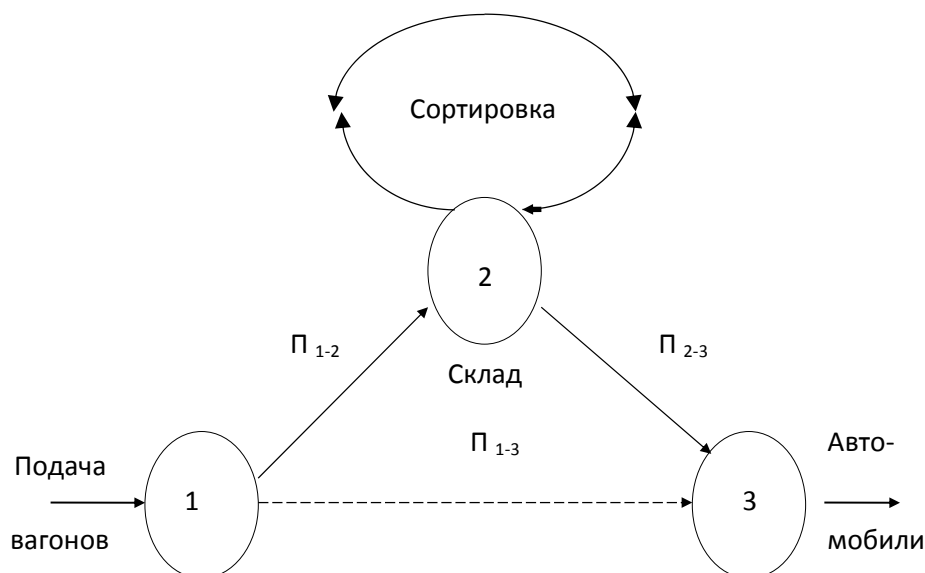 Сортировка
2
П 1-2
П 2-3
Склад
П 1-3
Подача
вагонов
1
3
Авто-
мобили